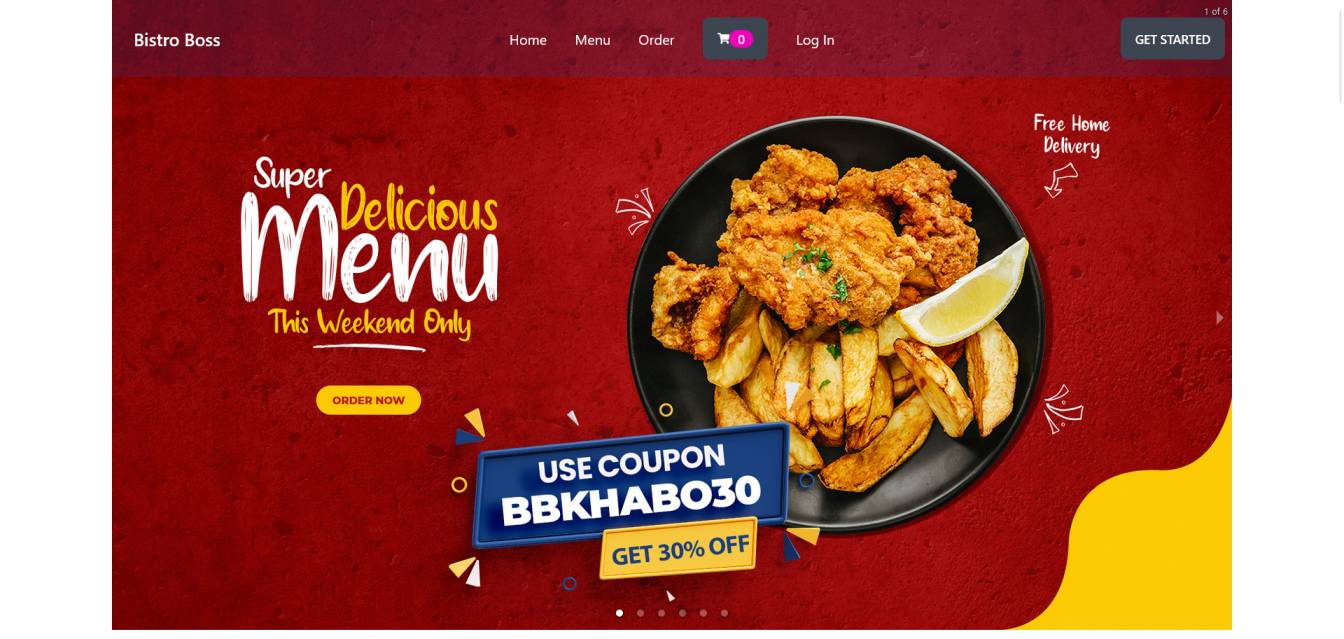 1 of 6
Bistro Boss
Home
Menu
Order
0
Log In
GET STARTED
Free Home
Delivery
Super
Delicious
Menu
This Weekend Only
ORDER NOW
USE COUPON
BBKHABO30
GET 30% OFF